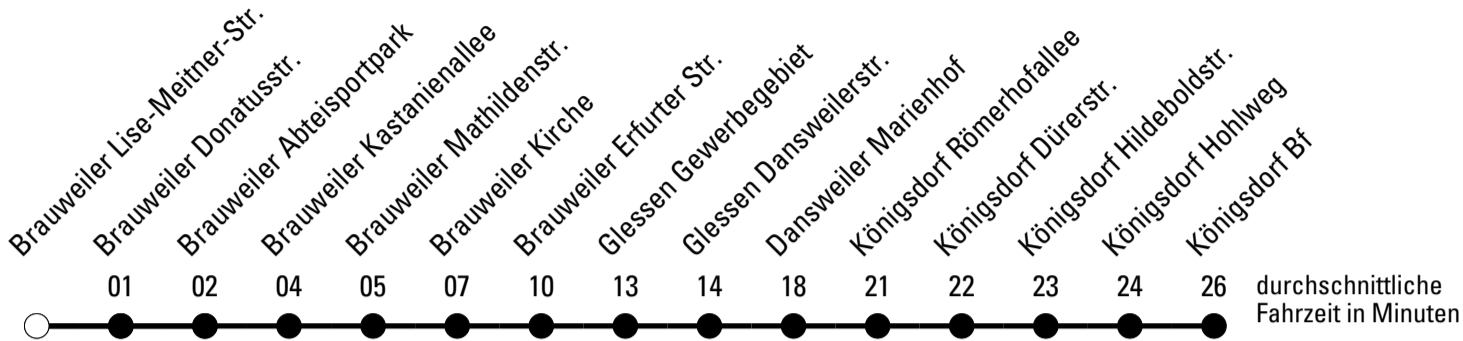 Brauweiler Lise-Meitner-Str.
Brauweiler Donatusstr.
Brauweiler Abteisportpark
Brauweiler Kastanienallee
Brauweiler Mathildenstr.
Brauweiler Kirche
Brauweiler Erfurter Str.
Glessen Gewerbegebiet
Glessen Dansweilerstr.
Dansweiler Marienhof
Königsdorf Römerhofallee
Königsdorf Dürerstr.
Königsdorf Hildeboldstr.
Königsdorf Hohlweg
Königsdorf Bf
01 02 04 05 07 10 13 14 18 21 22 23 24 26
durchschnittliche
Fahrzeit in Minuten